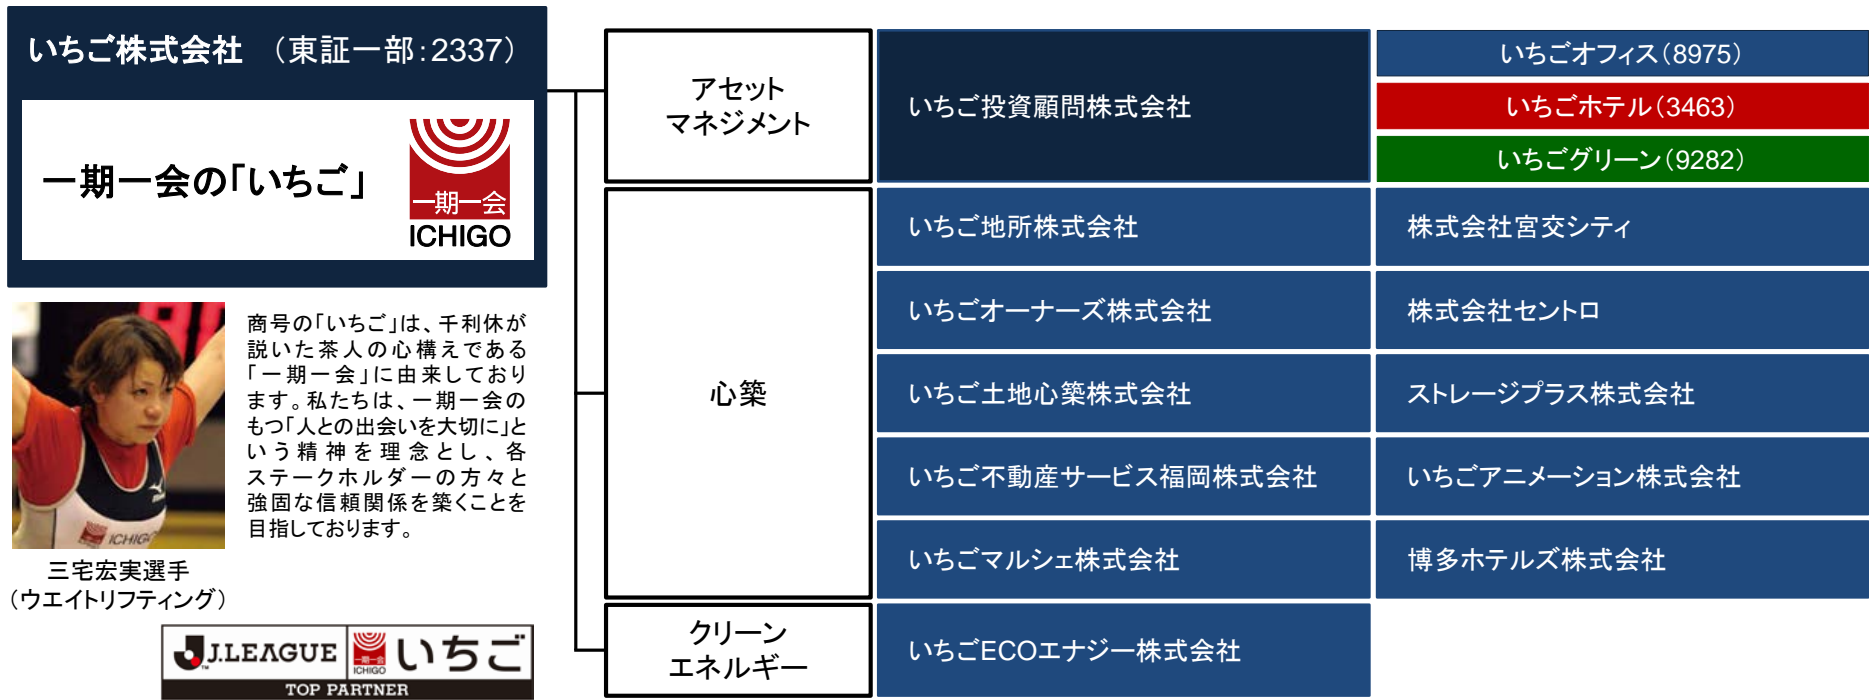 いちご株式会社 （東証一部：2337）
一期一会の「いちご」
一期一会
ICHIGO
商号の「いちご」は、千利休が
説いた茶人の心構えである
「一期一会」に由来しており
ます。私たちは、一期一会の
もつ「人との出会いを大切に」と
いう精神を理念とし、各
ステークホルダーの方々と
強固な信頼関係を築くことを
目指しております。
三宅宏実選手
（ウエイトリフティング）
J.LEAGUE
一期一会
ICHIGO
いちご
TOP PARTNER
アセット
マネジメント
いちご投資顧問株式会社
いちごオフィス（8975）
いちごホテル（3463）
いちごグリーン（9282）
心築
いちご地所株式会社
株式会社宮交シティ
いちごオーナーズ株式会社
株式会社セントロ
いちご土地心築株式会社
ストレージプラス株式会社
いちご不動産サービス福岡株式会社
いちごアニメーション株式会社
いちごマルシェ株式会社
博多ホテルズ株式会社
クリーン
エネルギー
いちごECOエナジー株式会社